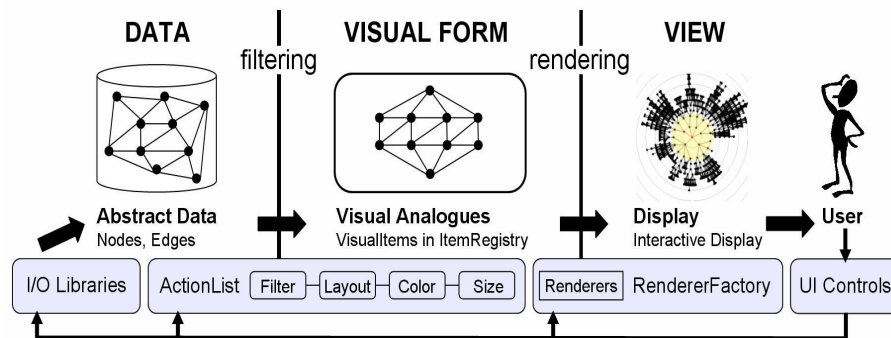 DATA
VISUAL FORM
VIEW
filtering
rendering
Abstract Data
Nodes, Edges
Visual Analogues
VisualItems in ItemRegistry
Display
Interactive Display
User
I/O Libraries
ActionList
Filter
Layout
Color
Size
Renderers
RendererFactory
UI Controls